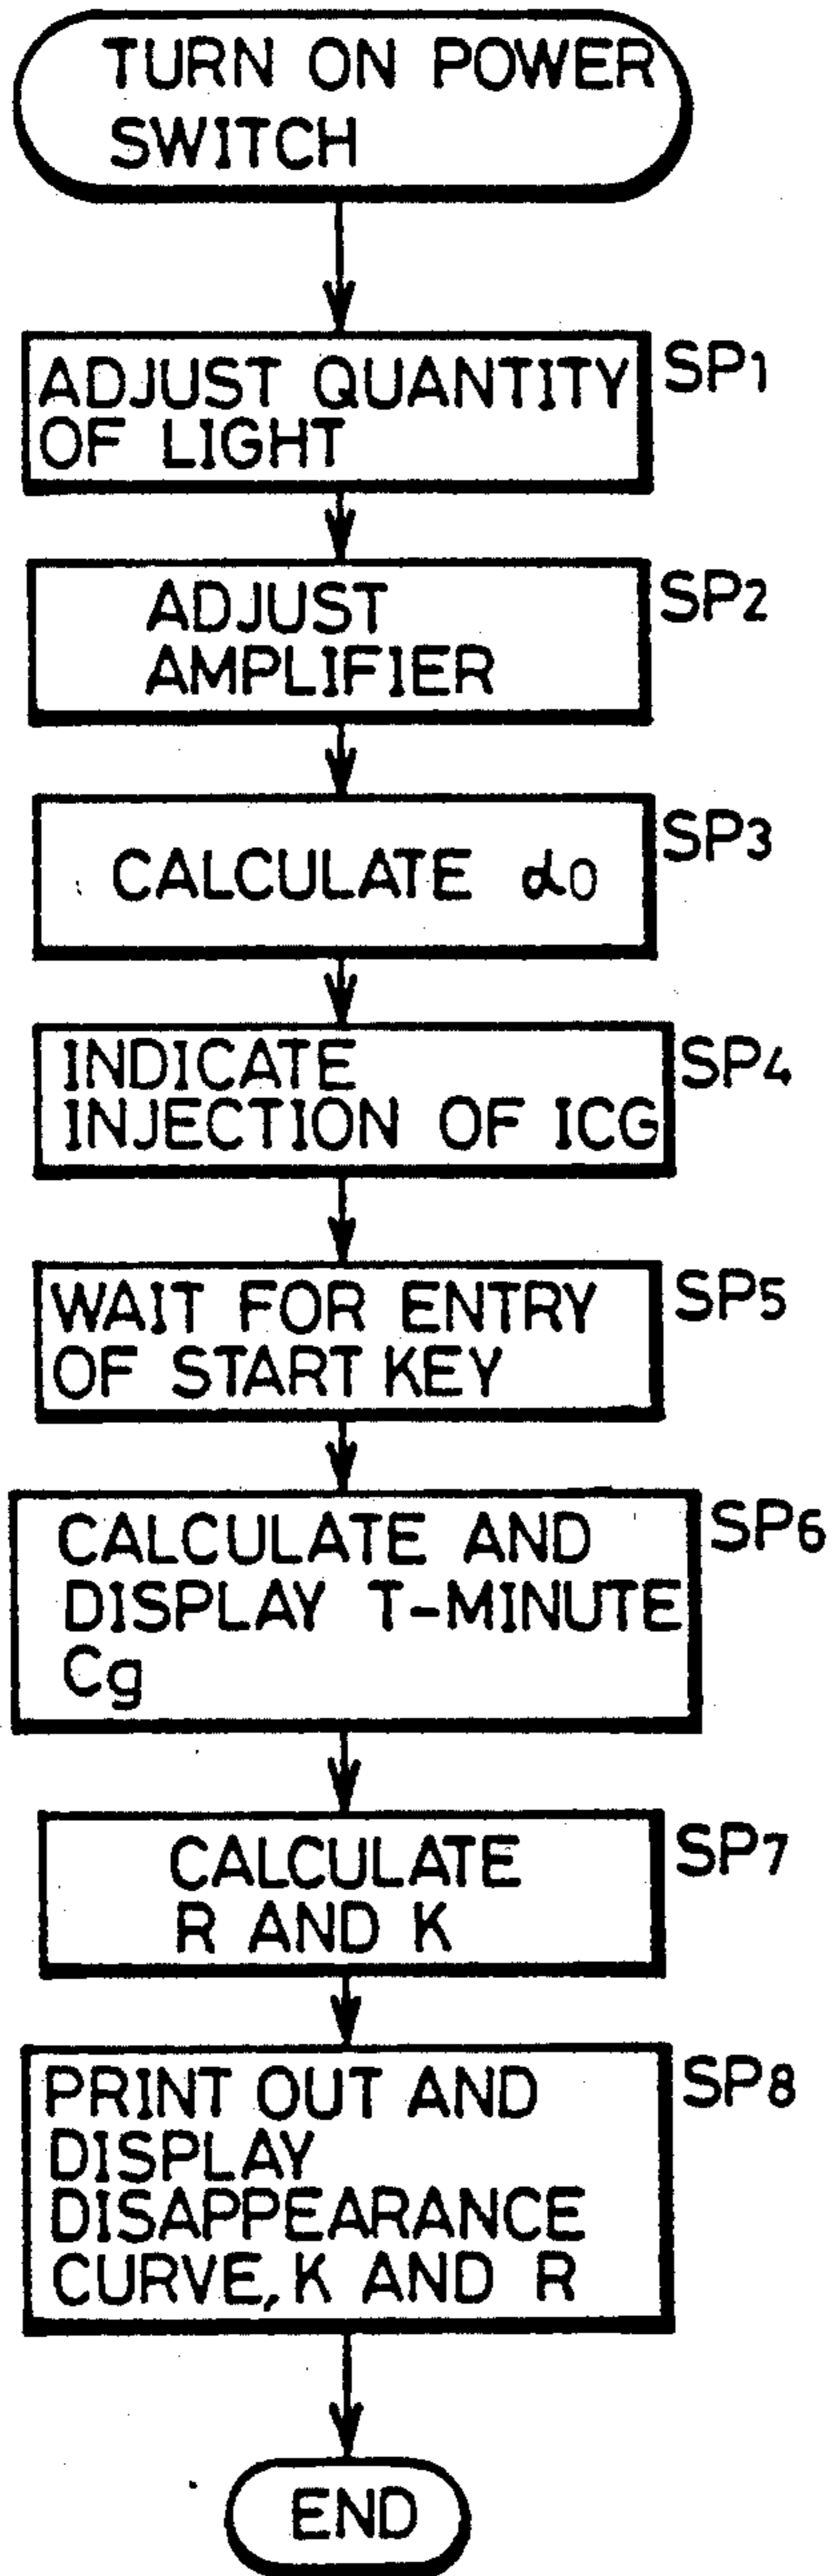 TURN ON POWER
SWITCH
ADJUST QUANTITY
OF LIGHT
SP1
ADJUST
AMPLIFIER
SP2
CALCULATE α0
SP3
INDICATE
INJECTION OF ICG
SP4
WAIT FOR ENTRY
OF START KEY
SP5
CALCULATE AND
DISPLAY T-MINUTE
Cg
SP6
CALCULATE
R AND K
SP7
PRINT OUT AND
DISPLAY
DISAPPEARANCE
CURVE, K AND R
SP8
END